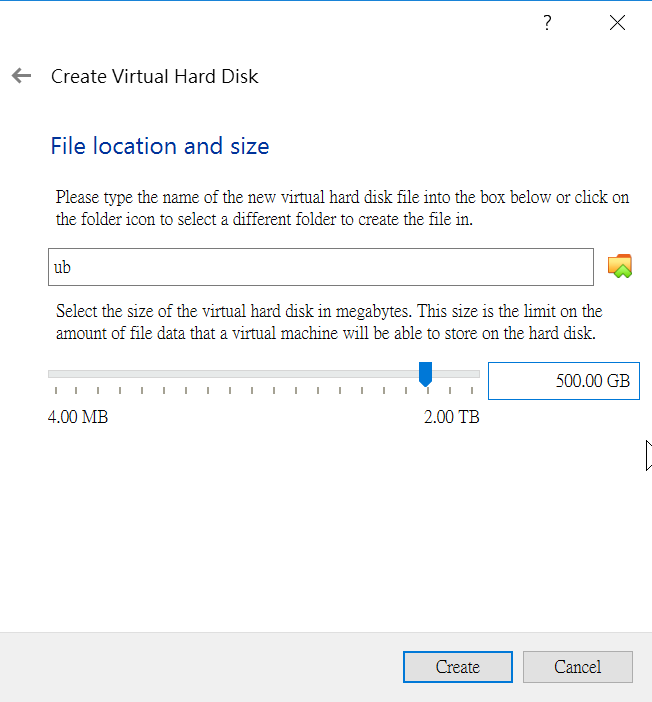 ?
Create Virtual Hard Disk
File location and size
Please type the name of the new virtual hard disk file into the box below or click on
the folder icon to select a different folder to create the file in.
ub
Select the size of the virtual hard disk in megabytes. This size is the limit on the
amount of file data that a virtual machine will be able to store on the hard disk.
500.00 GB
4.00 MB 2.00 TB
Create Cancel